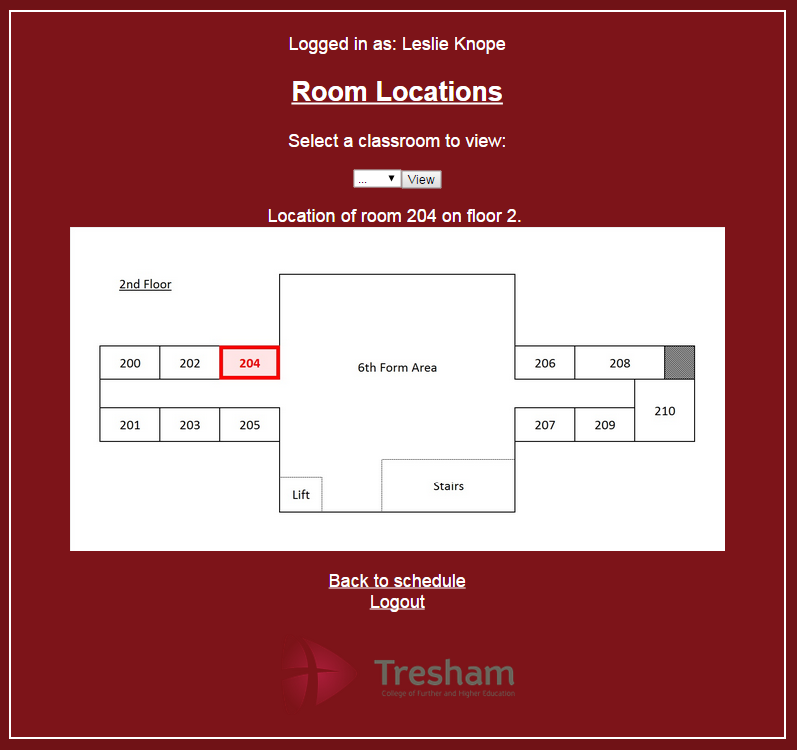 Logged in as: Leslie Knope
Room Locations
Select a classroom to view:
... View
Location of room 204 on floor 2.
2nd Floor
200 202 204 6th Form Area 206 208
201 203 205 207 209 210
Lift Stairs
Back to schedule
Logout
Tresham
College of Further and Higher Education